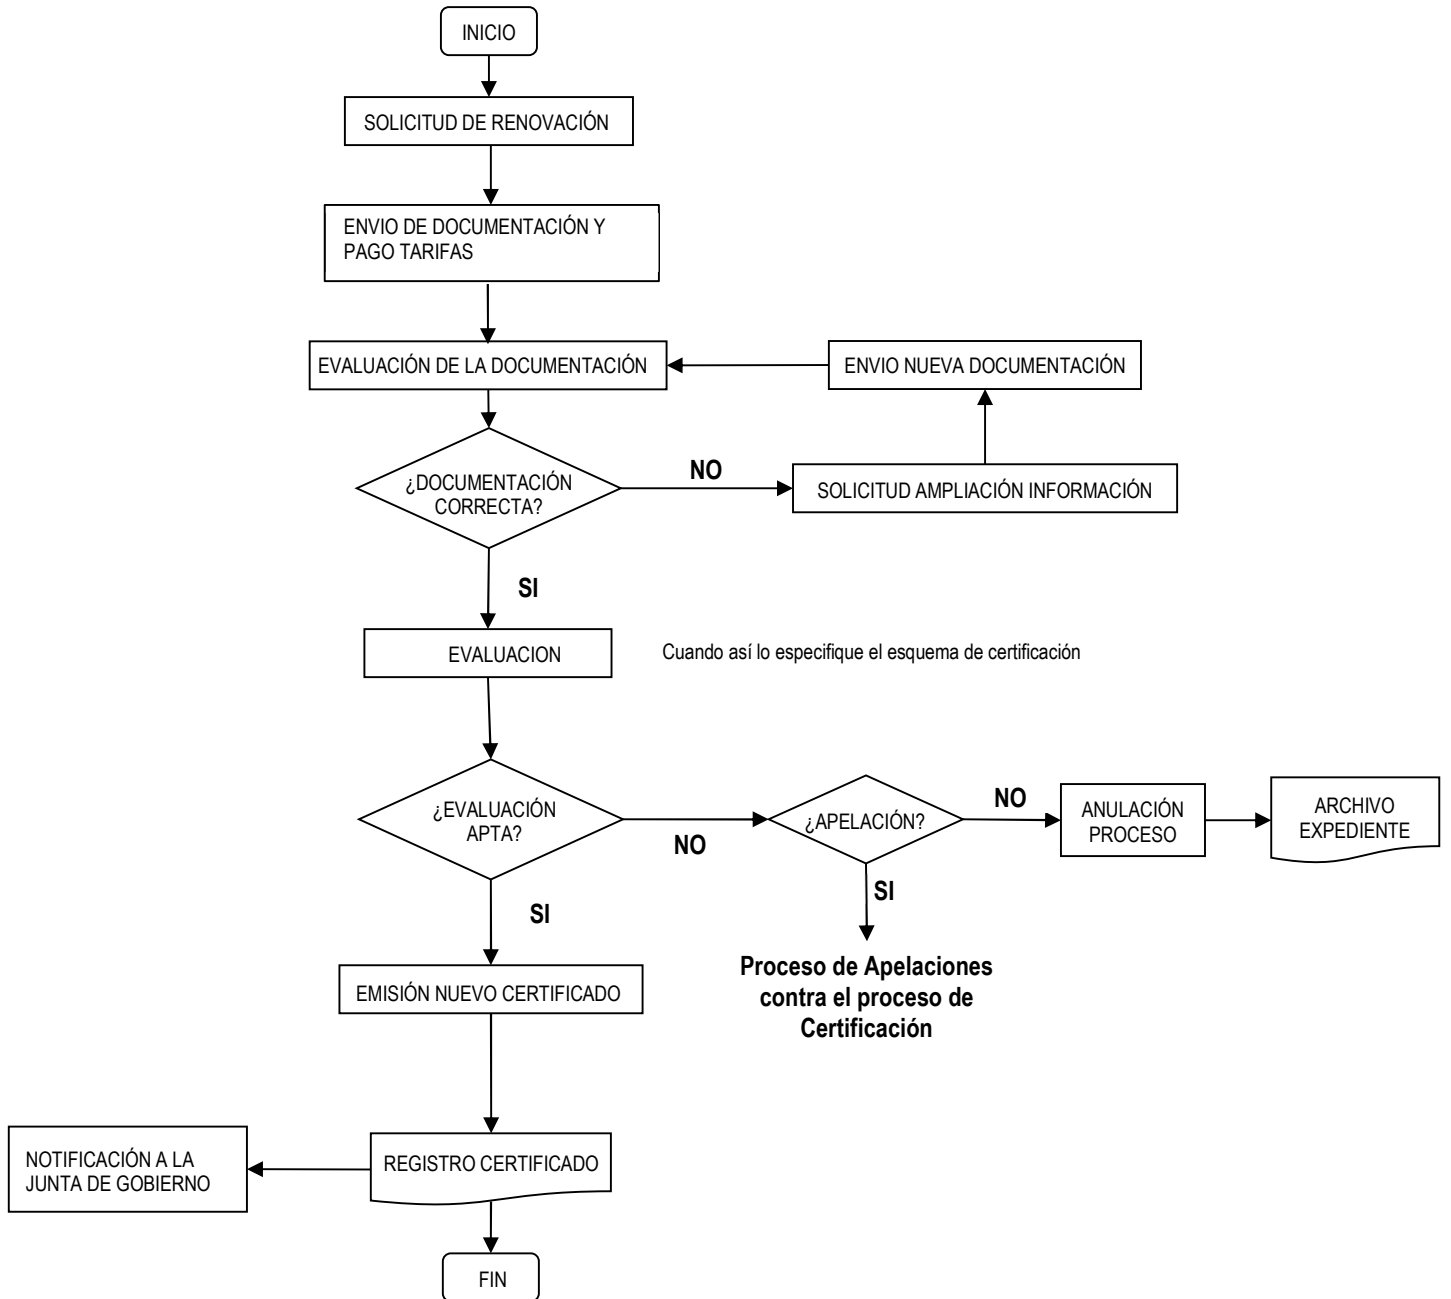 INICIO
SOLICITUD DE RENOVACIÓN
ENVIO DE DOCUMENTACIÓN Y
PAGO TARIFAS
EVALUACIÓN DE LA DOCUMENTACIÓN
ENVIO NUEVA DOCUMENTACIÓN
¿DOCUMENTACIÓN
CORRECTA?
NO
SOLICITUD AMPLIACIÓN INFORMACIÓN
SI
EVALUACION
Cuando así lo especifique el esquema de certificación
¿EVALUACIÓN
APTA?
NO
¿APELACIÓN?
NO
ANULACIÓN
PROCESO
ARCHIVO
EXPEDIENTE
SI
SI
Proceso de Apelaciones
contra el proceso de
Certificación
EMISIÓN NUEVO CERTIFICADO
NOTIFICACIÓN A LA
JUNTA DE GOBIERNO
REGISTRO CERTIFICADO
FIN